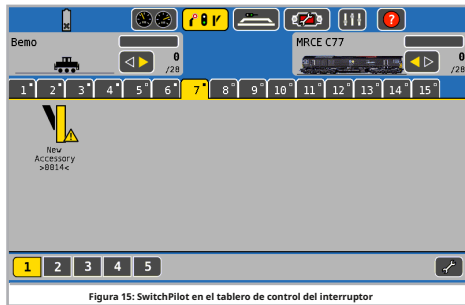 Bemo
MRCE C77
0
/28
0
/28
1 2 3 4 5 6 7 8 9 10 11 12 13 14 15
New
Accessory
>0014<
1 2 3 4 5
Figura 15: SwitchPilot en el tablero de control del interruptor